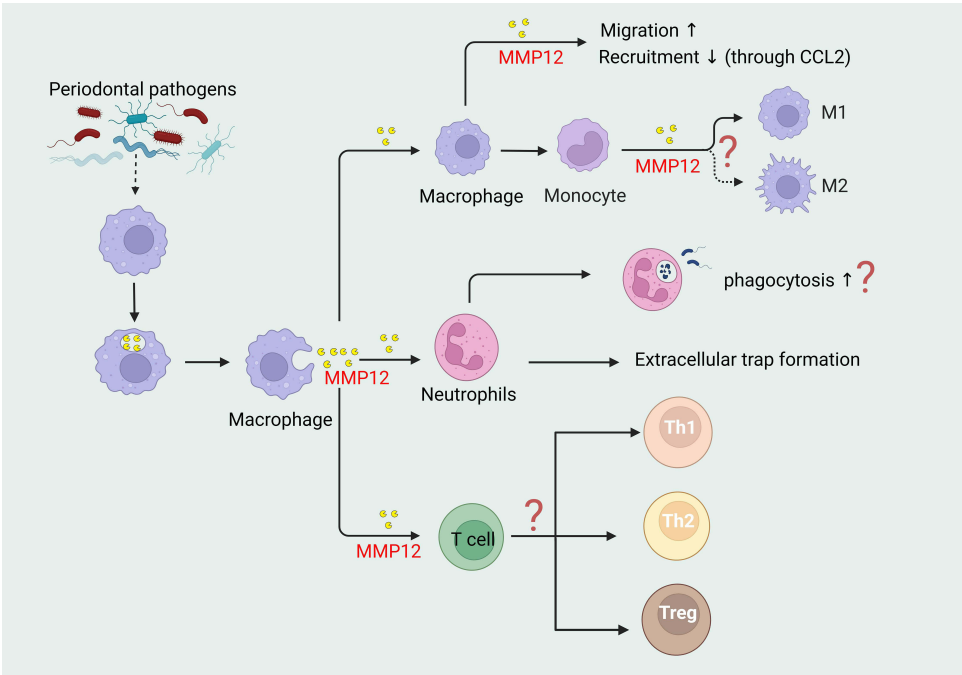 Migration ↑
MMP12
Recruitment ↓ (through CCL2)
Periodontal pathogens
M1
?
MMP12
Macrophage
Monocyte
M2
phagocytosis ↑ ?
MMP12
Extracellular trap formation
Neutrophils
Macrophage
Th1
?
Th2
MMP12
T cell
Treg